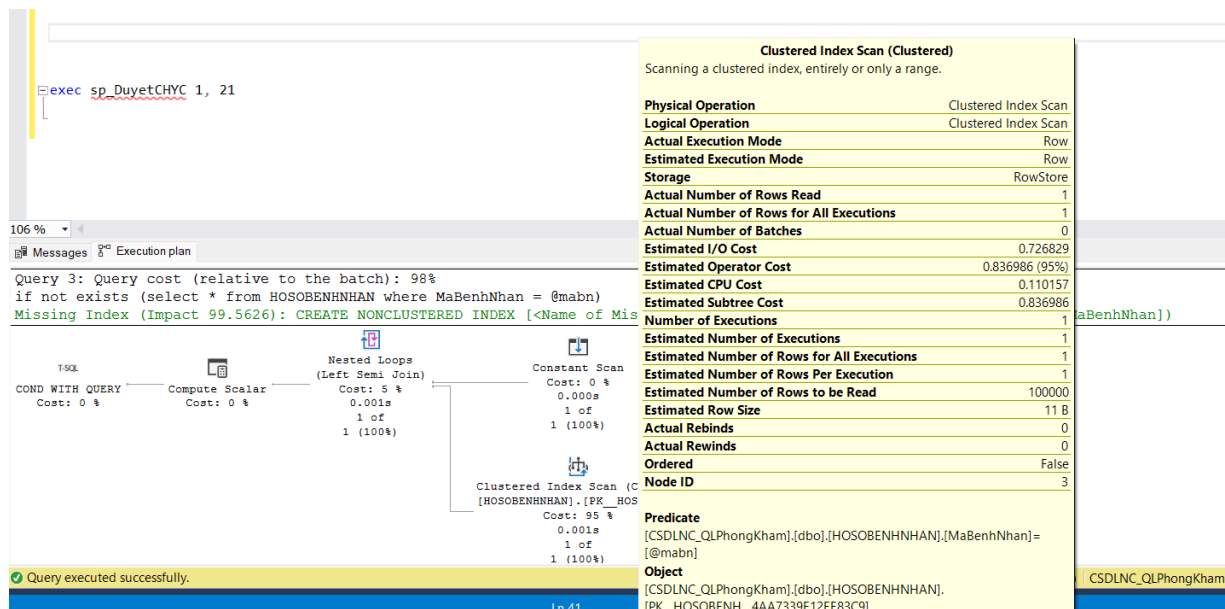 exec sp_DuyetCHYC 1, 21
106 %
Messages
Execution plan
Query 3: Query cost (relative to the batch): 98%
if not exists (select * from HOSOBENHNHAN where MaBenhNhan = @mabn)
Missing Index (Impact 99.5626): CREATE NONCLUSTERED INDEX [<Name of Mis
aBenhNhan])
T-SQL
COND WITH QUERY
Cost: 0 %
Compute Scalar
Cost: 0 %
Nested Loops
(Left Semi Join)
Cost: 5 %
0.001s
1 of
1 (100%)
Constant Scan
Cost: 0 %
0.000s
1 of
1 (100%)
Clustered Index Scan (C
[HOSOBENHNHAN].[PK__HOS
Cost: 95 %
0.001s
1 of
1 (100%)
Clustered Index Scan (Clustered)
Scanning a clustered index, entirely or only a range.
Physical Operation Clustered Index Scan
Logical Operation Clustered Index Scan
Actual Execution Mode Row
Estimated Execution Mode Row
Storage RowStore
Actual Number of Rows Read 1
Actual Number of Rows for All Executions 1
Actual Number of Batches 0
Estimated I/O Cost 0.726829
Estimated Operator Cost 0.836986 (95%)
Estimated CPU Cost 0.110157
Estimated Subtree Cost 0.836986
Number of Executions 1
Estimated Number of Executions 1
Estimated Number of Rows for All Executions 1
Estimated Number of Rows Per Execution 1
Estimated Number of Rows to be Read 100000
Estimated Row Size 11 B
Actual Rebinds 0
Actual Rewinds 0
Ordered False
Node ID 3
Predicate
[CSDLNC_QLPhongKham].[dbo].[HOSOBENHNHAN].[MaBenhNhan]=
[@mabn]
Object
[CSDLNC_QLPhongKham].[dbo].[HOSOBENHNHAN].
[PK__HOSOBENH__4AA7339F12FF83C9]
Query executed successfully.
CSDLNC_QLPhongKham
Ln 41